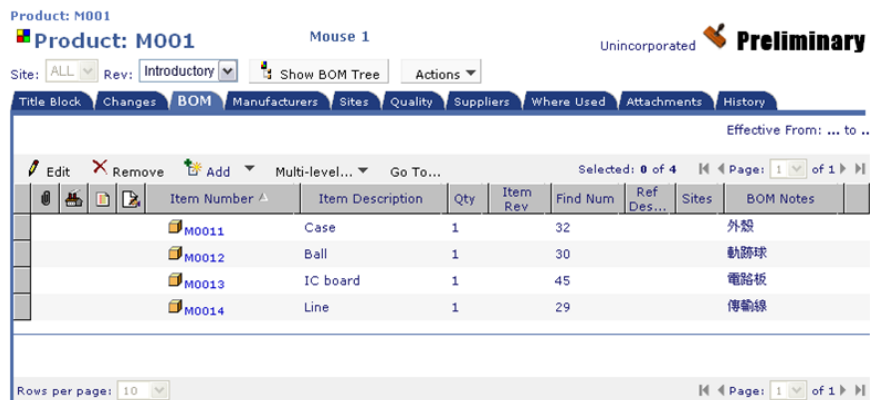 Product: M001
Product: M001 Mouse 1 Unincorporated Preliminary
Site: ALL Rev: Introductory Show BOM Tree Actions
Title Block Changes BOM Manufacturers Sites Quality Suppliers Where Used Attachments History
Effective From: ... to ..
Edit Remove Add Multi-level... Go To... Selected: 0 of 4 Page: 1 of 1
Item Number Item Description Qty Item Rev Find Num Ref Des... Sites BOM Notes
M0011 Case 1 32 外殼
M0012 Ball 1 30 軌跡球
M0013 IC board 1 45 電路板
M0014 Line 1 29 傳輸線
Rows per page: 10 Page: 1 of 1